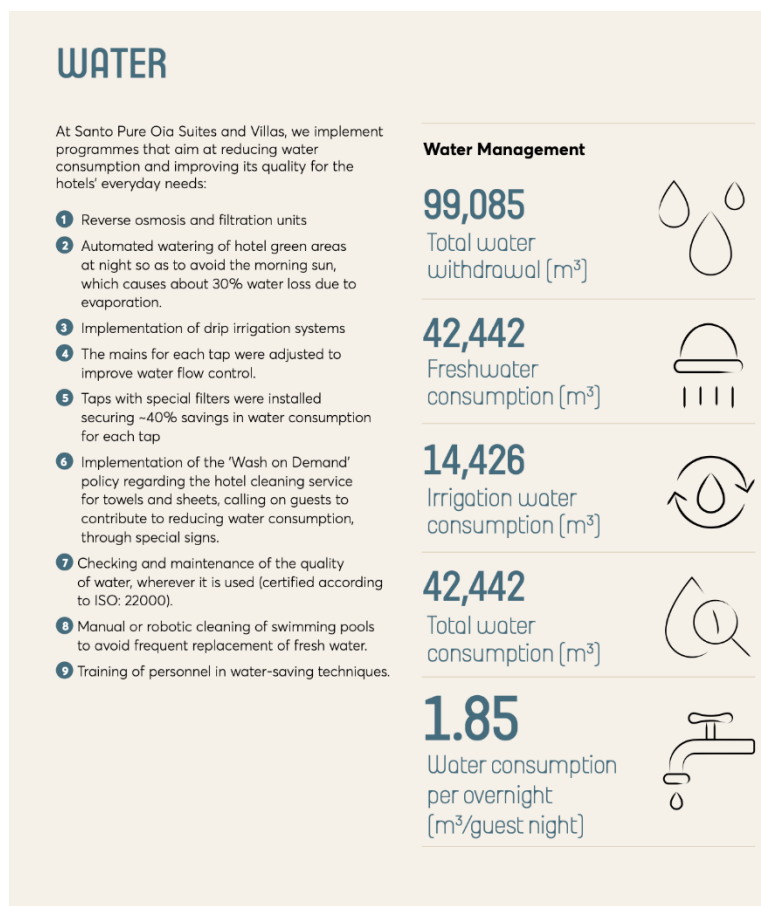 WATER
At Santo Pure Oia Suites and Villas, we implement
programmes that aim at reducing water
consumption and improving its quality for the
hotels' everyday needs:
1 Reverse osmosis and filtration units
2 Automated watering of hotel green areas
at night so as to avoid the morning sun,
which causes about 30% water loss due to
evaporation.
3 Implementation of drip irrigation systems
4 The mains for each tap were adjusted to
improve water flow control.
5 Taps with special filters were installed
securing ~40% savings in water consumption
for each tap
6 Implementation of the 'Wash on Demand'
policy regarding the hotel cleaning service
for towels and sheets, calling on guests to
contribute to reducing water consumption,
through special signs.
7 Checking and maintenance of the quality
of water, wherever it is used (certified according
to ISO: 22000).
8 Manual or robotic cleaning of swimming pools
to avoid frequent replacement of fresh water.
9 Training of personnel in water-saving techniques.
Water Management
99,085
Total water
withdrawal (m³)
42,442
Freshwater
consumption (m³)
14,426
Irrigation water
consumption (m³)
42,442
Total water
consumption (m³)
1.85
Water consumption
per overnight
(m³/guest night)